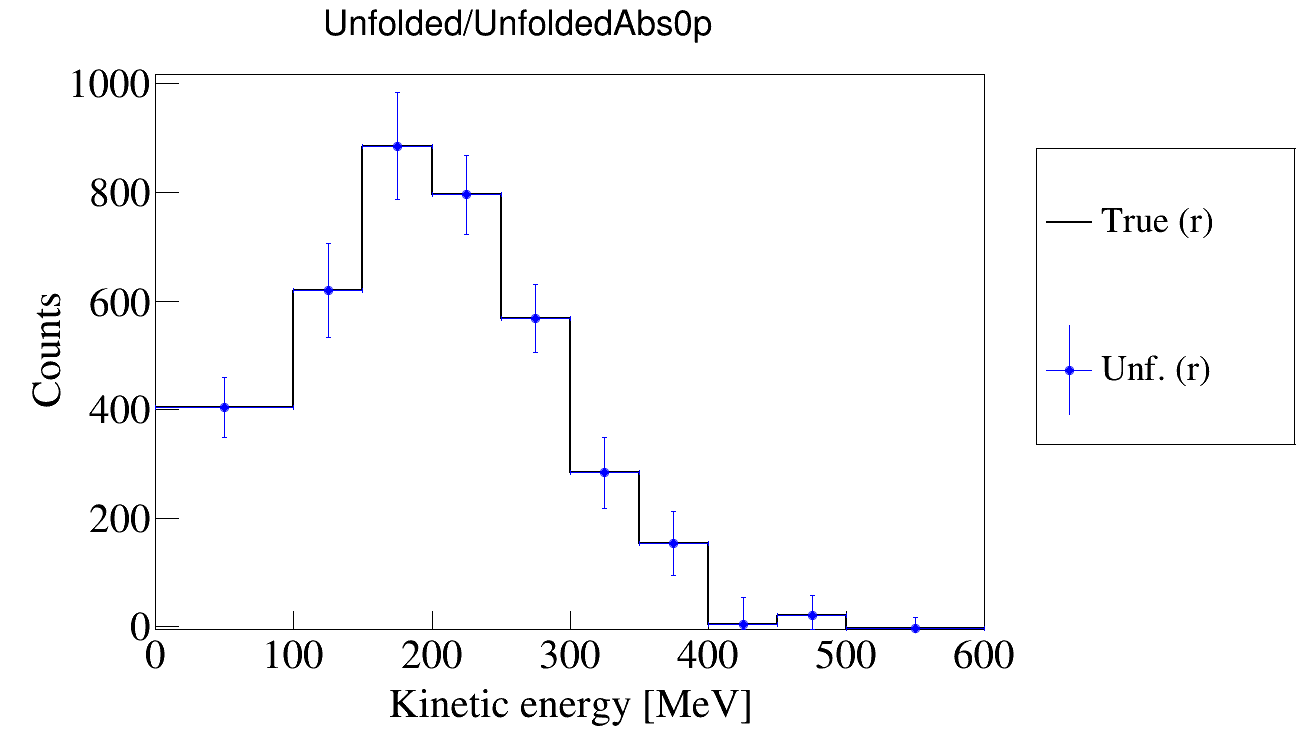 Unfolded/UnfoldedAbs0p
1000
800
600
400
200
0
0 100 200 300 400 500 600
Counts
Kinetic energy [MeV]
True (r)
Unf. (r)